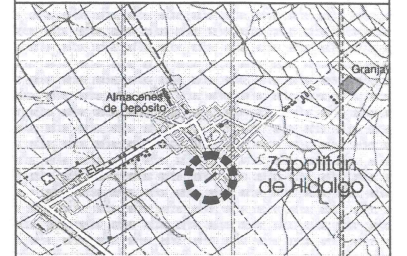 Granja
Almacenes
de Depósito
Zapotitán
de Hidalgo